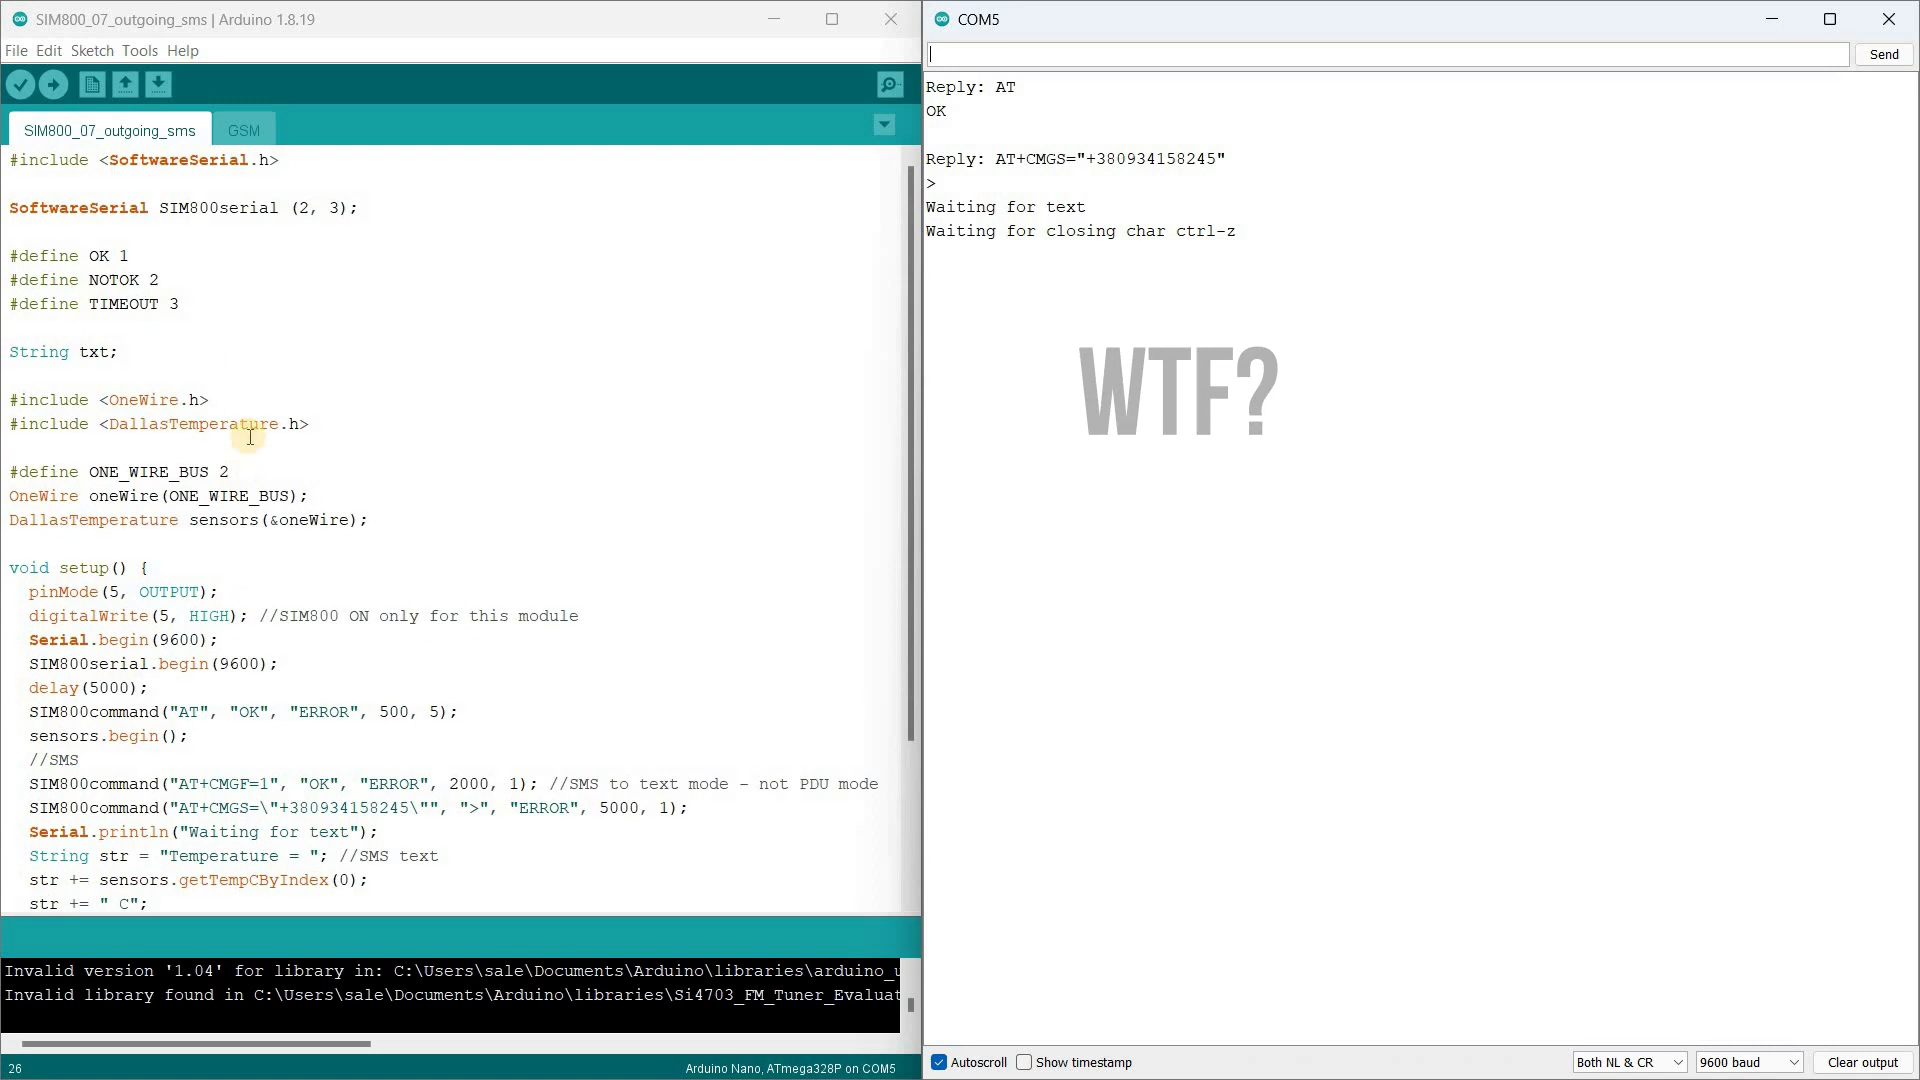 SIM800_07_outgoing_sms | Arduino 1.8.19
File Edit Sketch Tools Help
SIM800_07_outgoing_sms
GSM
#include <SoftwareSerial.h>
SoftwareSerial SIM800serial (2, 3);
#define OK 1
#define NOTOK 2
#define TIMEOUT 3
String txt;
#include <OneWire.h>
#include <DallasTemperature.h>
#define ONE_WIRE_BUS 2
OneWire oneWire(ONE_WIRE_BUS);
DallasTemperature sensors(&oneWire);
void setup() {
pinMode(5, OUTPUT);
digitalWrite(5, HIGH); //SIM800 ON only for this module
Serial.begin(9600);
SIM800serial.begin(9600);
delay(5000);
SIM800command("AT", "OK", "ERROR", 500, 5);
sensors.begin();
//SMS
SIM800command("AT+CMGF=1", "OK", "ERROR", 2000, 1); //SMS to text mode - not PDU mode
SIM800command("AT+CMGS=\"+380934158245\"", ">", "ERROR", 5000, 1);
Serial.println("Waiting for text");
String str = "Temperature = "; //SMS text
str += sensors.getTempCByIndex(0);
str += " C";
Invalid version '1.04' for library in: C:\Users\sale\Documents\Arduino\libraries\arduino_u
Invalid library found in C:\Users\sale\Documents\Arduino\libraries\Si4703_FM_Tuner_Evaluat
26
Arduino Nano, ATmega328P on COM5
COM5
Send
Reply: AT
OK
Reply: AT+CMGS="+380934158245"
>
Waiting for text
Waiting for closing char ctrl-z
WTF?
Autoscroll
Show timestamp
Both NL & CR
9600 baud
Clear output